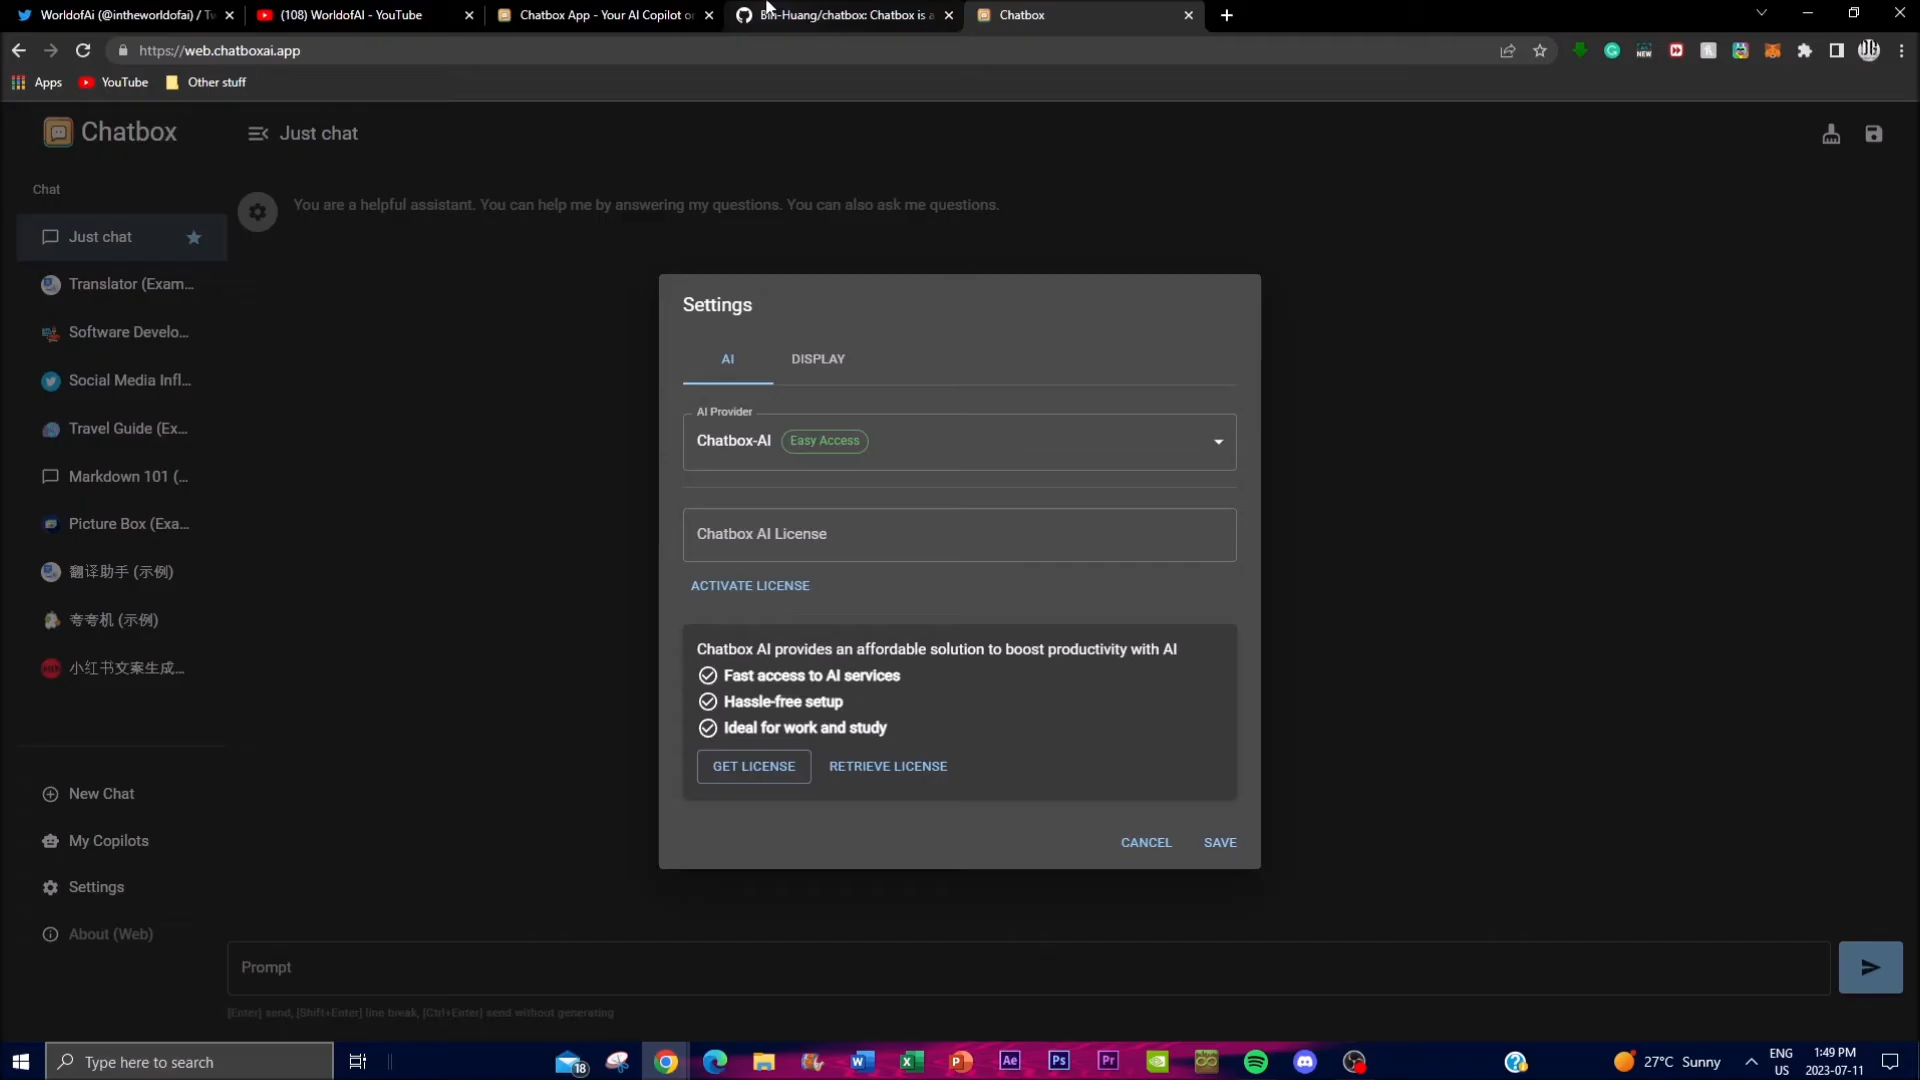 WorldofAi (@intheworldofai) / Tw
(108) WorldofAI - YouTube
Chatbox App - Your AI Copilot on
Bin-Huang/chatbox: Chatbox is a
Chatbox
https://web.chatboxai.app
Apps
YouTube
Other stuff
Chatbox
Just chat
Chat
You are a helpful assistant. You can help me by answering my questions. You can also ask me questions.
Just chat
Translator (Exam...
Software Develo...
Social Media Infl...
Travel Guide (Ex...
Markdown 101 (...
Picture Box (Exa...
翻译助手 (示例)
夸夸机 (示例)
小红书文案生成...
New Chat
My Copilots
Settings
About (Web)
Settings
AI
DISPLAY
AI Provider
Chatbox-AI Easy Access
Chatbox AI License
ACTIVATE LICENSE
Chatbox AI provides an affordable solution to boost productivity with AI
Fast access to AI services
Hassle-free setup
Ideal for work and study
GET LICENSE
RETRIEVE LICENSE
CANCEL
SAVE
Prompt
[Enter] send, [Shift+Enter] line break, [Ctrl+Enter] send without generating
Type here to search
18
Ae
Ps
Pr
27°C Sunny
ENG
US
1:49 PM
2023-07-11